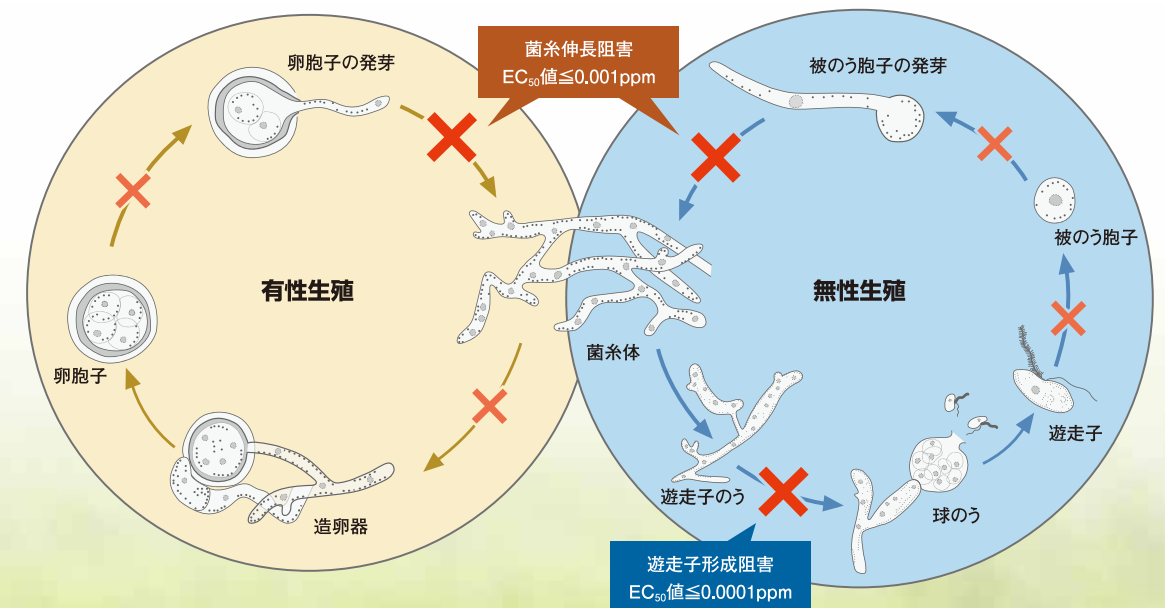 菌糸伸長阻害
EC₅₀値≦0.001ppm
卵胞子の発芽
被のう胞子の発芽
被のう胞子
有性生殖
無性生殖
菌糸体
卵胞子
遊走子
遊走子のう
球のう
造卵器
遊走子形成阻害
EC₅₀値≦0.0001ppm